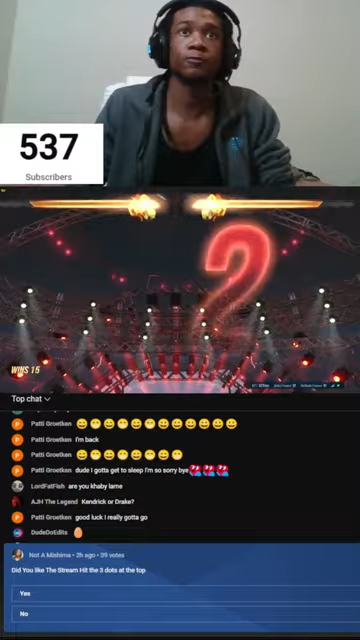 537
Subscribers
2
WINS 15
Top chat
P Patti Groetken
P Patti Groetken I'm back
P Patti Groetken
P Patti Groetken dude I gotta get to sleep I'm so sorry bye
LordFatFish are you khaby lame
AJH The Legend Kendrick or Drake?
P Patti Groetken good luck I really gotta go
DudeDoEdits
Not A Mishima • 2h ago • 39 votes
Did You like The Stream Hit the 3 dots at the top
Yes
No